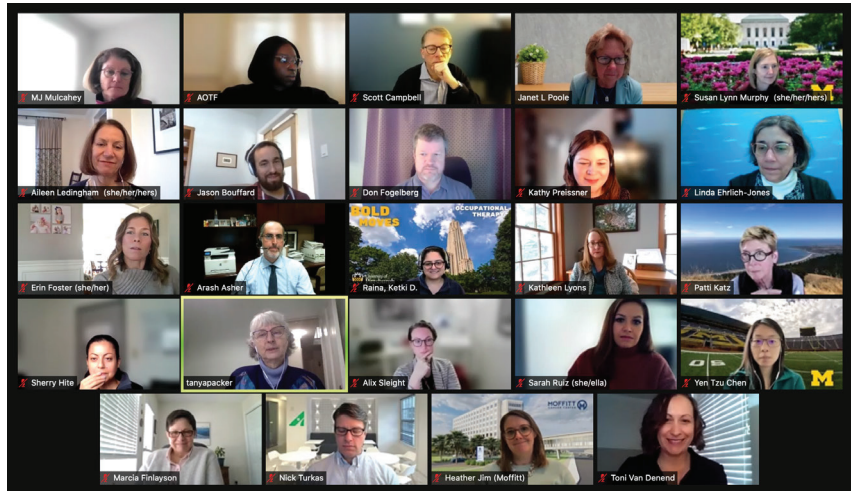 MJ Mulcahey
AOTF
Scott Campbell
Janet L Poole
Susan Lynn Murphy (she/her/hers)
M
Aileen Ledingham (she/her/hers)
Jason Bouffard
Don Fogelberg
Kathy Preissner
Linda Ehrlich-Jones
Erin Foster (she/her)
Arash Asher
BOLD
MOVES
OCCUPATIONAL
THERAPY
Raina, Ketki D.
Kathleen Lyons
Patti Katz
Sherry Hite
tanyapacker
Alix Sleight
Sarah Ruiz (she/ella)
Yen Tzu Chen
M
Marcia Finlayson
Nick Turkas
MOFFITT
Heather Jim (Moffitt)
Toni Van Denend